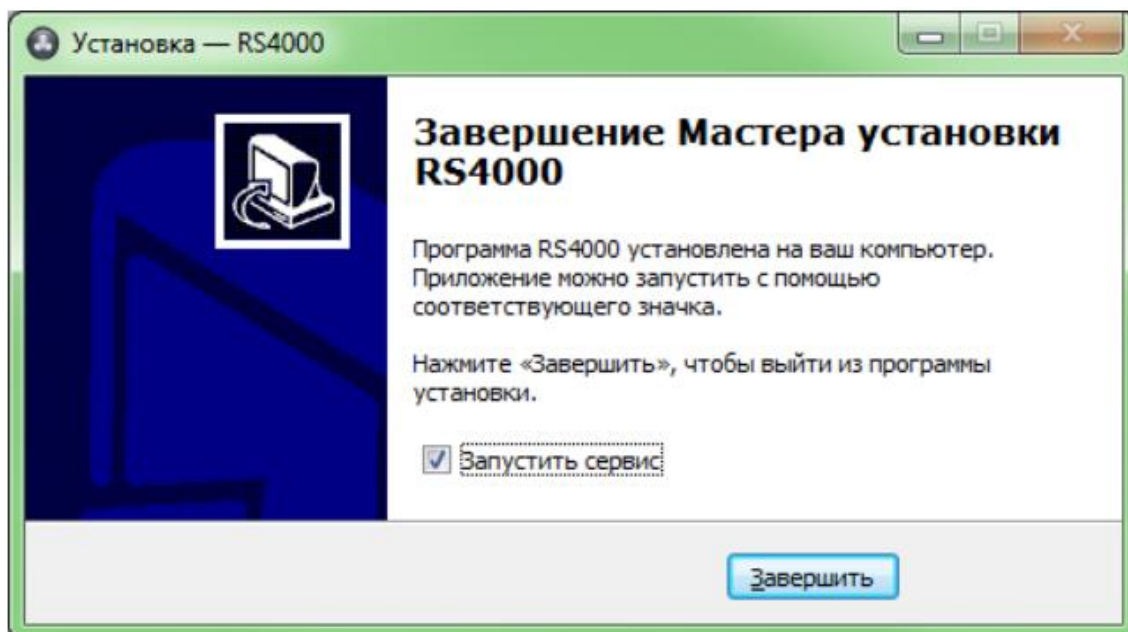 Установка — RS4000
Завершение Мастера установки
RS4000
Программа RS4000 установлена на ваш компьютер.
Приложение можно запустить с помощью
соответствующего значка.
Нажмите «Завершить», чтобы выйти из программы
установки.
Запустить сервис
Завершить